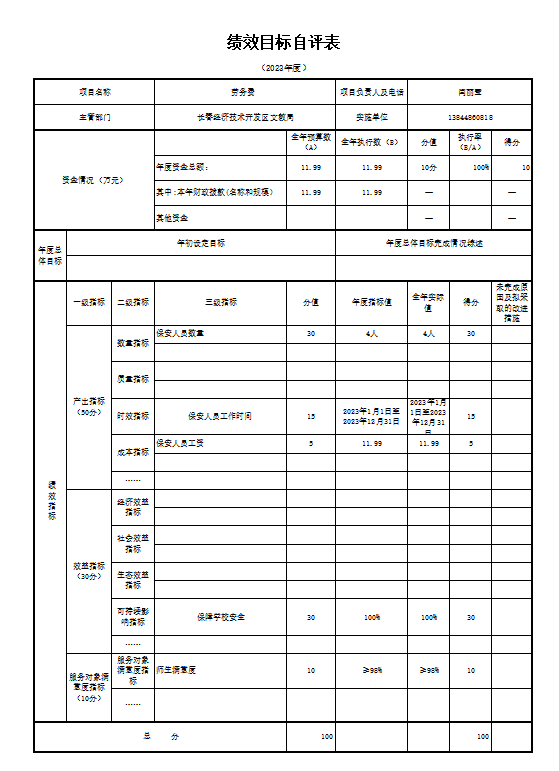 绩效目标自评表
（2023年度）
项目名称 劳务费 项目负责人及电话 闫丽莹
主管部门 长春经济技术开发区文教局 实施单位 13844860818
资金情况（万元） 全年预算数（A） 全年执行数（B） 分值 执行率（B/A） 得分
年度资金总额： 11.99 11.99 10分 100% 10
其中:本年财政拨款(名称和规模) 11.99 11.99 — —
其他资金 — —
年度总体目标 年初设定目标 年度总体目标完成情况综述
绩效指标 一级指标 二级指标 三级指标 分值 年度指标值 全年实际值 得分 未完成原因及拟采取的改进措施
产出指标（50分） 数量指标 保安人员数量 30 4人 4人 30
质量指标
时效指标 保安人员工作时间 15 2023年1月1日至2023年12月31日 2023年1月1日至2023年12月31日 15
成本指标 保安人员工资 5 11.99 11.99 5
……
效益指标（30分） 经济效益指标
社会效益指标
生态效益指标
可持续影响指标 保障学校安全 30 100% 100% 30
……
服务对象满意度指标（10分） 服务对象满意度指标 师生满意度 10 ≥98% ≥98% 10
……
总 分 100 100